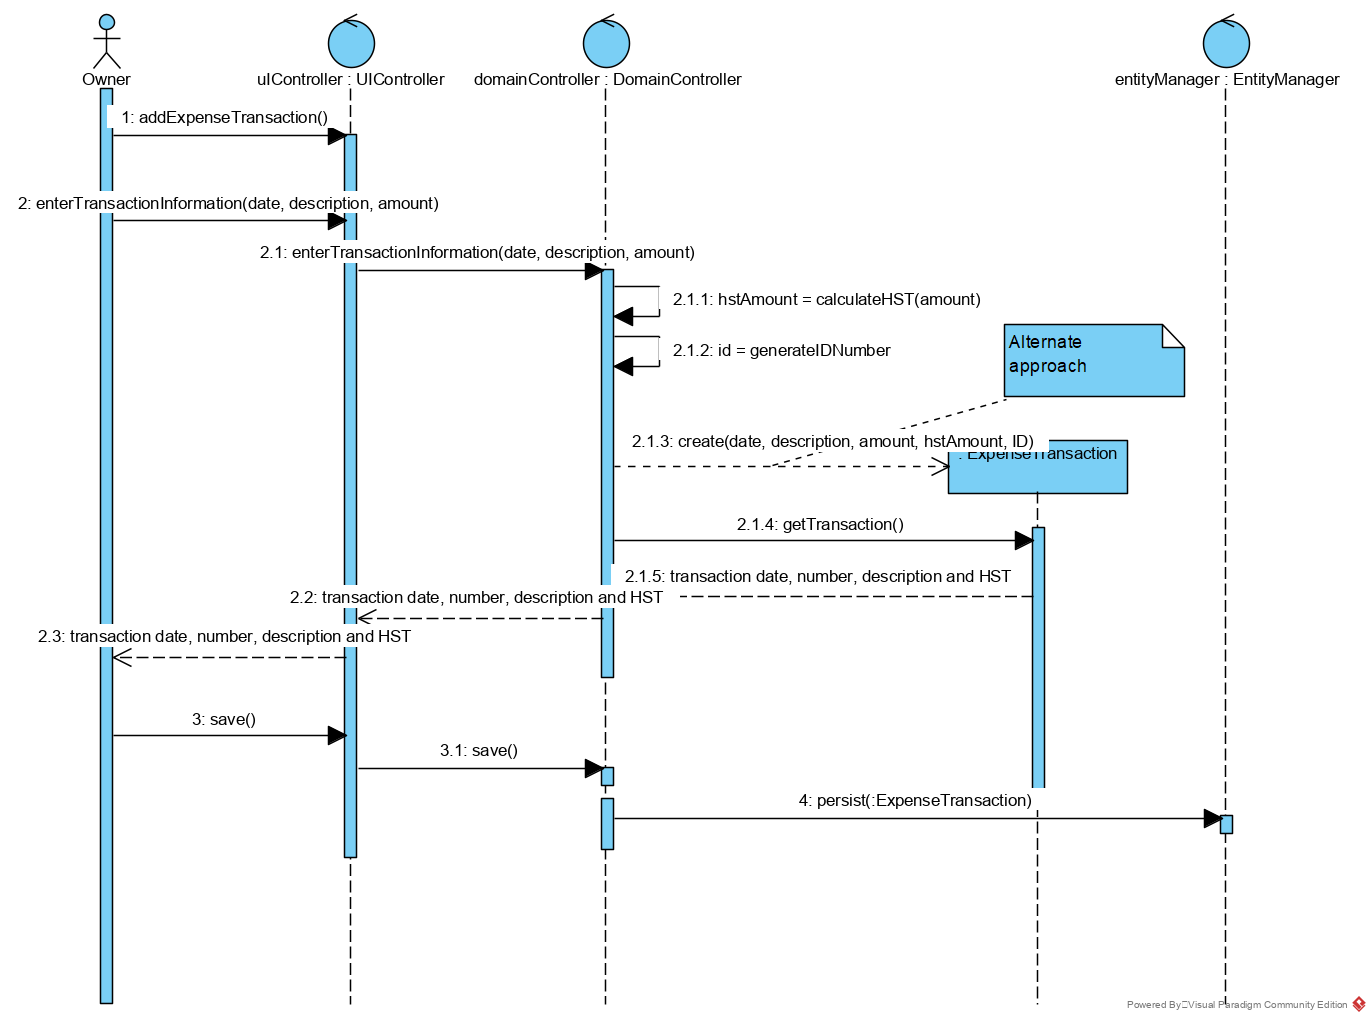 Owner
uIController : UIController
domainController : DomainController
entityManager : EntityManager
1: addExpenseTransaction()
2: enterTransactionInformation(date, description, amount)
2.1: enterTransactionInformation(date, description, amount)
2.1.1: hstAmount = calculateHST(amount)
2.1.2: id = generateIDNumber
Alternate
approach
2.1.3: create(date, description, amount, hstAmount, ID)
: ExpenseTransaction
2.1.4: getTransaction()
2.1.5: transaction date, number, description and HST
2.2: transaction date, number, description and HST
2.3: transaction date, number, description and HST
3: save()
3.1: save()
4: persist(:ExpenseTransaction)
Powered By Visual Paradigm Community Edition